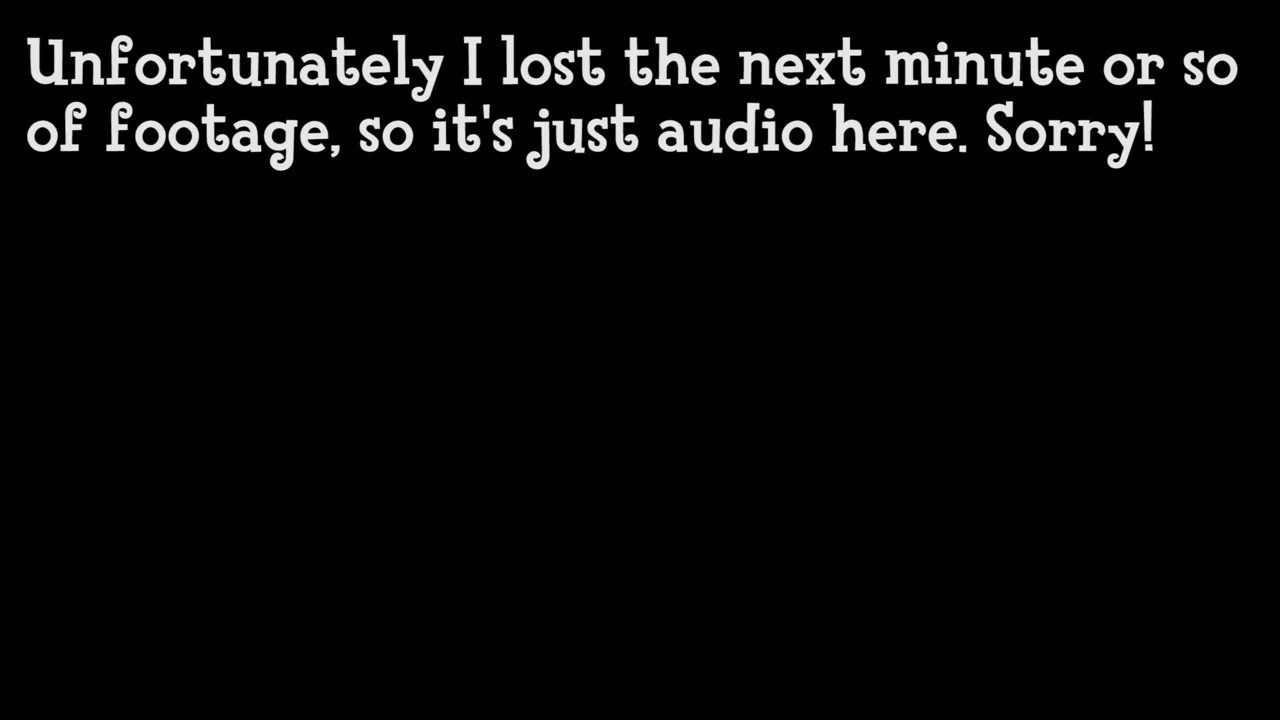 Unfortunately I lost the next minute or so
of footage, so it's just audio here. Sorry!